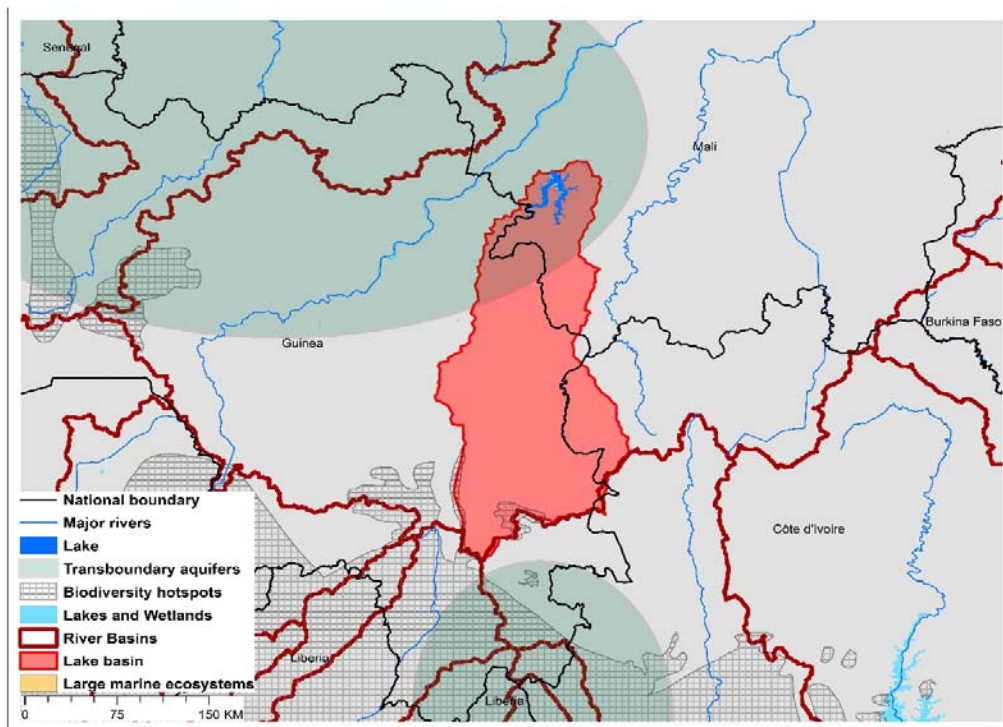 Senegal
Mali
Guinea
Burkina Faso
Côte d'Ivoire
Liberia
Liberia
National boundary
Major rivers
Lake
Transboundary aquifers
Biodiversity hotspots
Lakes and Wetlands
River Basins
Lake basin
Large marine ecosystems
0 75 150 KM